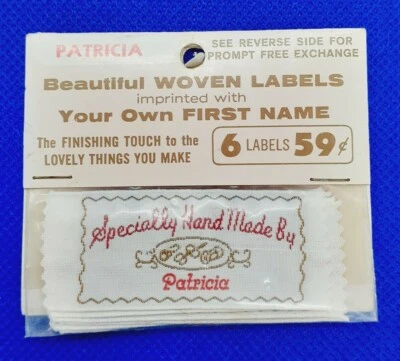 PATRICIA
SEE REVERSE SIDE FOR
PROMPT FREE EXCHANGE
Beautiful WOVEN LABELS
imprinted with
Your Own FIRST NAME
The FINISHING TOUCH to the
LOVELY THINGS YOU MAKE
6 LABELS 59¢
Specially Hand Made By
Patricia